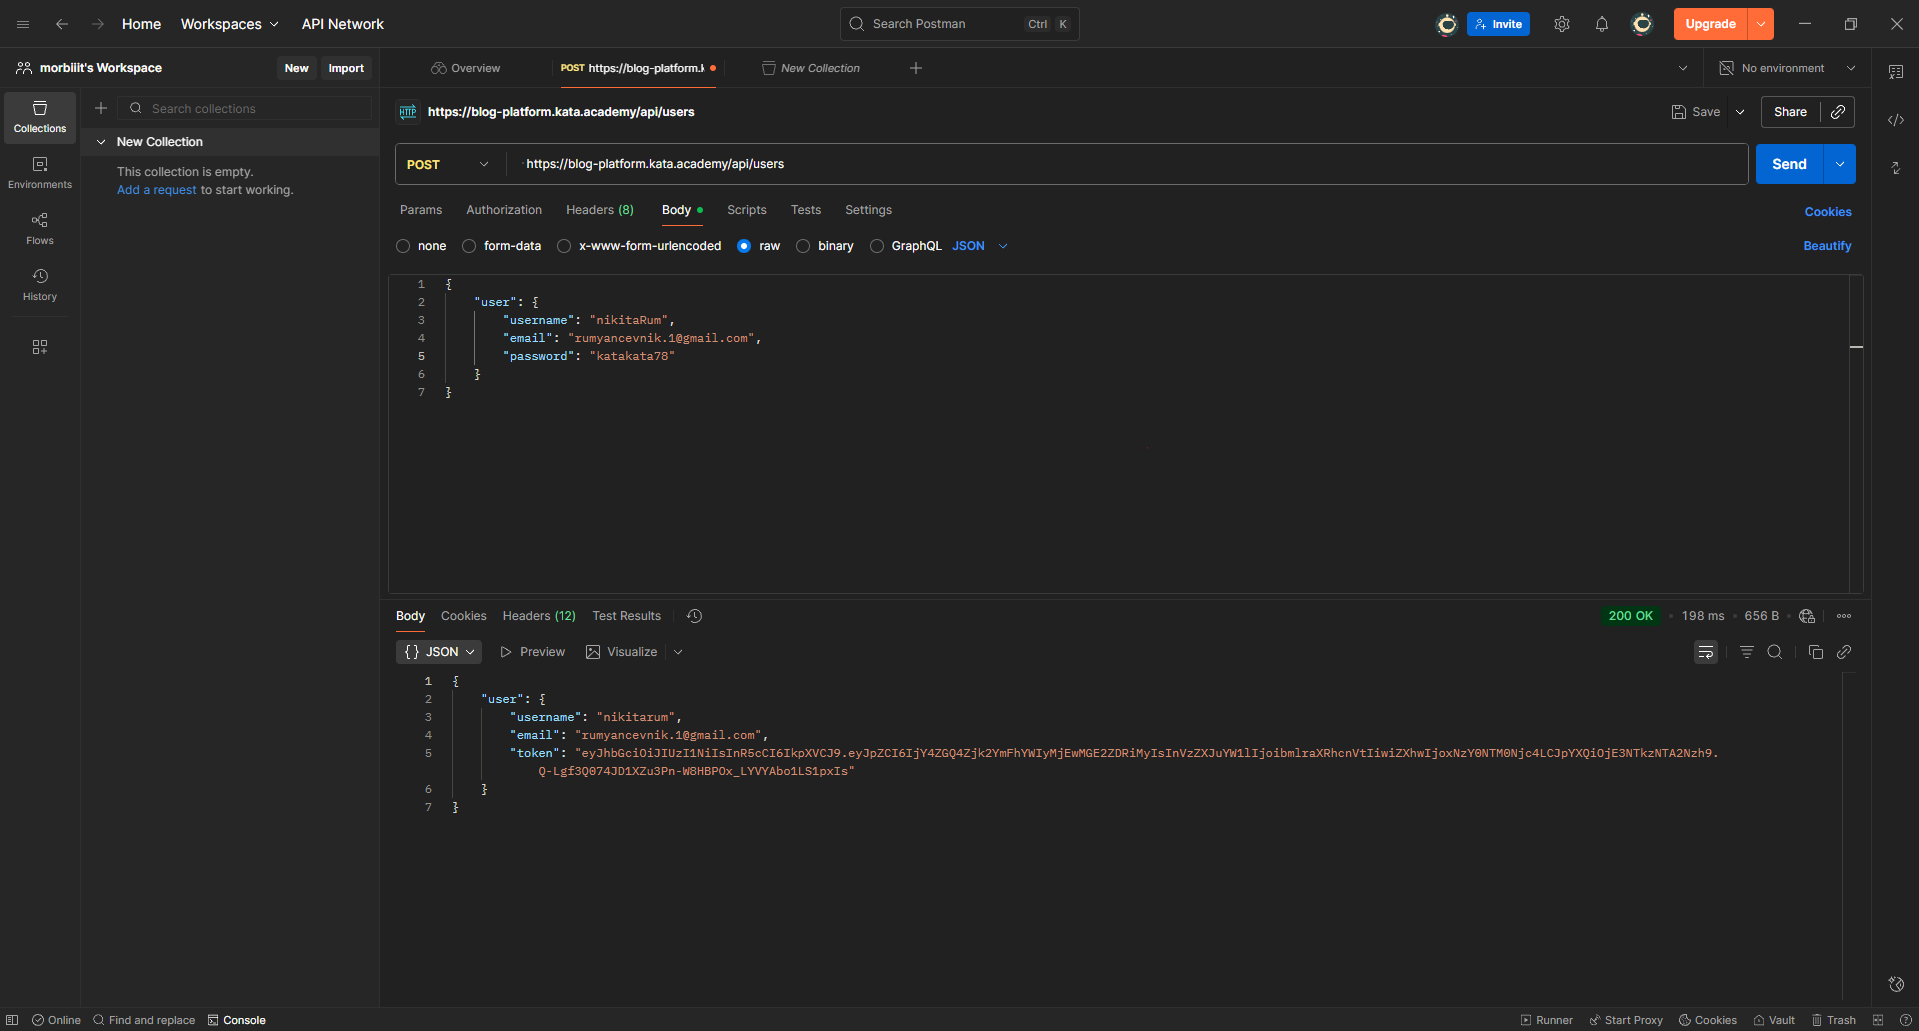 Home Workspaces API Network Search Postman Ctrl K Invite Upgrade
morbiiit's Workspace New Import Overview POST https://blog-platform.k New Collection No environment
Collections
Environments
Flows
History
Search collections
New Collection
This collection is empty.
Add a request to start working.
HTTP https://blog-platform.kata.academy/api/users Save Share
POST https://blog-platform.kata.academy/api/users Send
Params Authorization Headers (8) Body Scripts Tests Settings Cookies
none form-data x-www-form-urlencoded raw binary GraphQL JSON Beautify
1 {
2 "user": {
3 "username": "nikitaRum",
4 "email": "rumyancevnik.1@gmail.com",
5 "password": "katakata78"
6 }
7 }
Body Cookies Headers (12) Test Results 200 OK • 198 ms • 656 B •
{} JSON Preview Visualize
1 {
2 "user": {
3 "username": "nikitarum",
4 "email": "rumyancevnik.1@gmail.com",
5 "token": "eyJhbGciOiJIUzI1NiIsInR5cCI6IkpXVCJ9.eyJpZCI6IjY4ZGQ4Zjk2YmFhYWIyMjEwMGE2ZDRiMyIsInVzZXJuYW1lIjoibmlraXRhcnVtIiwiZXhwIjoxNzY0NTM0Njc4LCJpYXQiOjE3NTkzNTA2Nzh9.
Q-Lgf3Q074JD1XZu3Pn-W8HBPOx_LYVYAbo1LS1pxIs"
6 }
7 }
Online Find and replace Console Runner Start Proxy Cookies Vault Trash